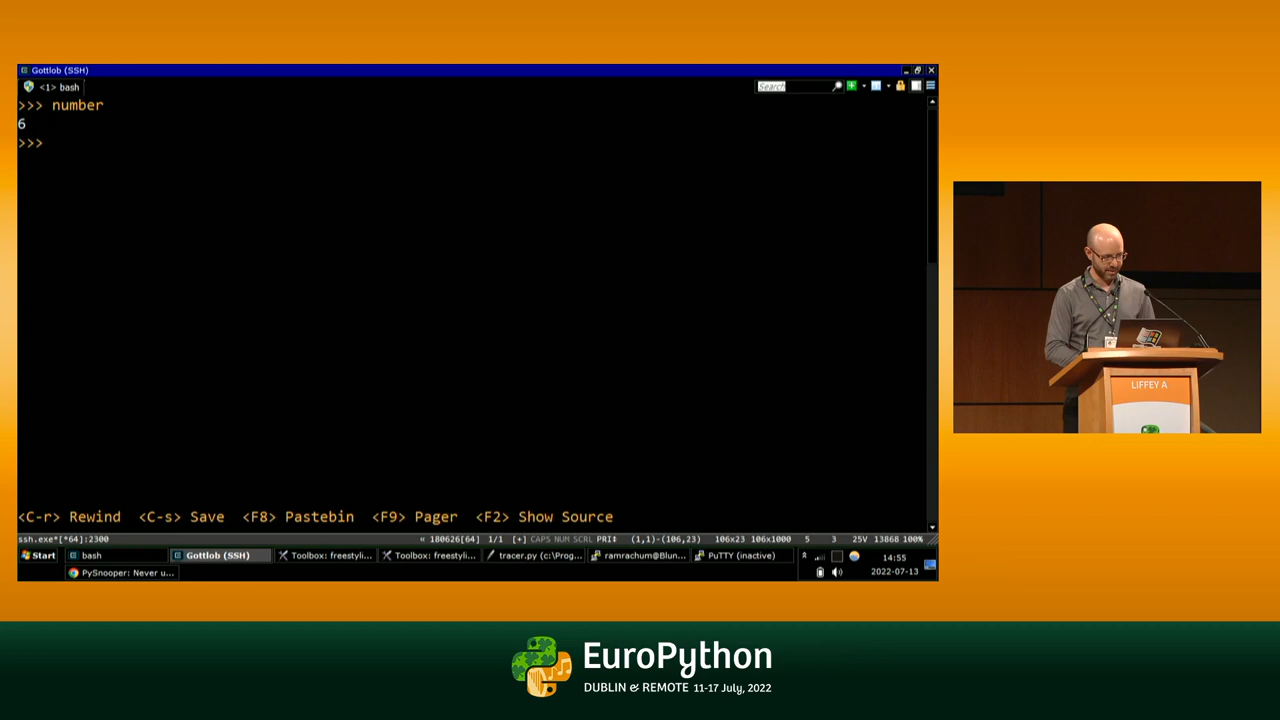 Gottlob (SSH)
<1> bash
Search
>>> number
6
>>>
<C-r> Rewind <C-s> Save <F8> Pastebin <F9> Pager <F2> Show Source
ssh.exe*[*64]:2300
« 180626[64] 1/1 [+] CAPS NUM SCRL PRI↕ (1,1)-(106,23) 106x23 106x1000 5 3 25V 13868 100%
Start
bash
Gottlob (SSH)
Toolbox: freestyli...
Toolbox: freestyli...
tracer.py (c:\Prog...
ramrachum@Blun...
PuTTY (inactive)
14:55
PySnooper: Never u...
2022-07-13
LIFFEY A
EuroPython
DUBLIN & REMOTE 11-17 July, 2022